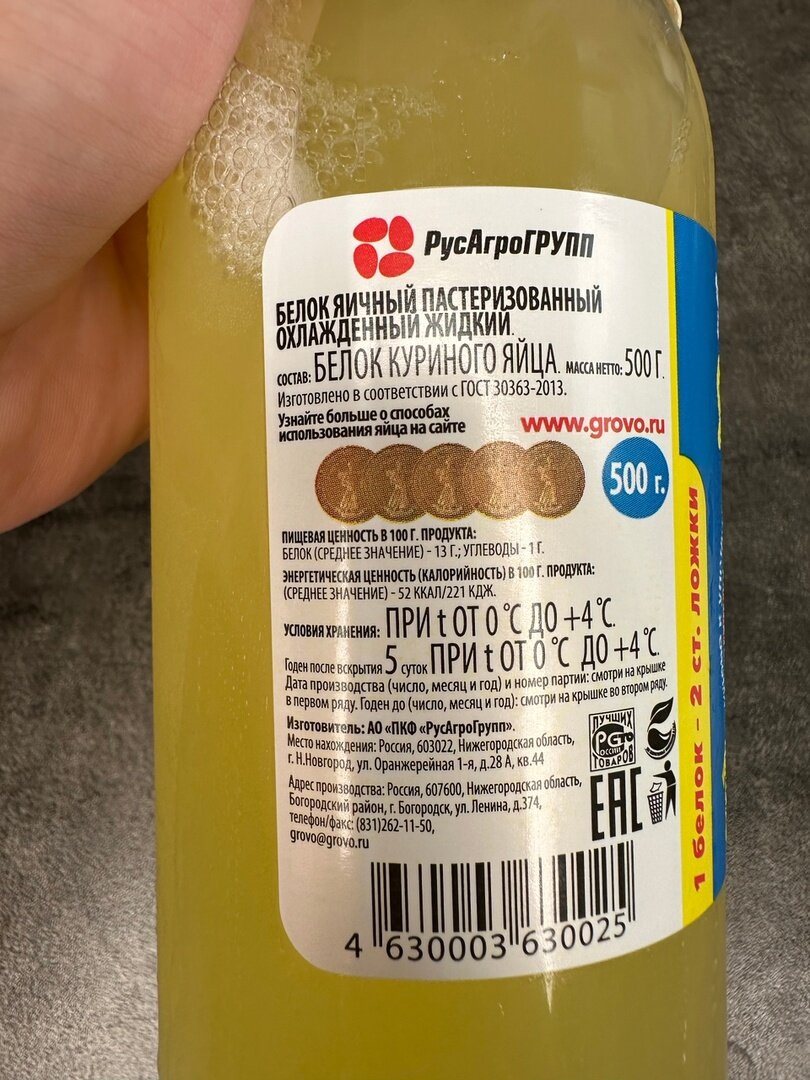 РусАгроГРУПП
БЕЛОК ЯИЧНЫЙ ПАСТЕРИЗОВАННЫЙ
ОХЛАЖДЕННЫЙ ЖИДКИЙ.
СОСТАВ: БЕЛОК КУРИНОГО ЯЙЦА. МАССА НЕТТО: 500 Г.
Изготовлено в соответствии с ГОСТ 30363-2013.
Узнайте больше о способах
использования яйца на сайте
www.grovo.ru
500 г.
ПИЩЕВАЯ ЦЕННОСТЬ В 100 Г. ПРОДУКТА:
БЕЛОК (СРЕДНЕЕ ЗНАЧЕНИЕ) - 13 Г.; УГЛЕВОДЫ - 1 Г.
ЭНЕРГЕТИЧЕСКАЯ ЦЕННОСТЬ (КАЛОРИЙНОСТЬ) В 100 Г. ПРОДУКТА:
(СРЕДНЕЕ ЗНАЧЕНИЕ) - 52 ККАЛ/221 КДЖ.
УСЛОВИЯ ХРАНЕНИЯ: ПРИ t ОТ 0 °С ДО +4 °С.
Годен после вскрытия 5 суток ПРИ t ОТ 0 °С ДО +4 °С.
Дата производства (число, месяц и год) и номер партии: смотри на крышке
в первом ряду. Годен до (число, месяц и год): смотри на крышке во втором ряду.
Изготовитель: АО «ПКФ «РусАгроГрупп».
Место нахождения: Россия, 603022, Нижегородская область,
г. Н.Новгород, ул. Оранжерейная 1-я, д.28 А, кв.44
Адрес производства: Россия, 607600, Нижегородская область,
Богородский район, г. Богородск, ул. Ленина, д.374,
телефон/факс: (831)262-11-50,
grovo@grovo.ru
ЛУЧШИХ
РОССИИ
ТОВАРОВ
EAC
1 белок - 2 ст. ложки
4 630003 630025